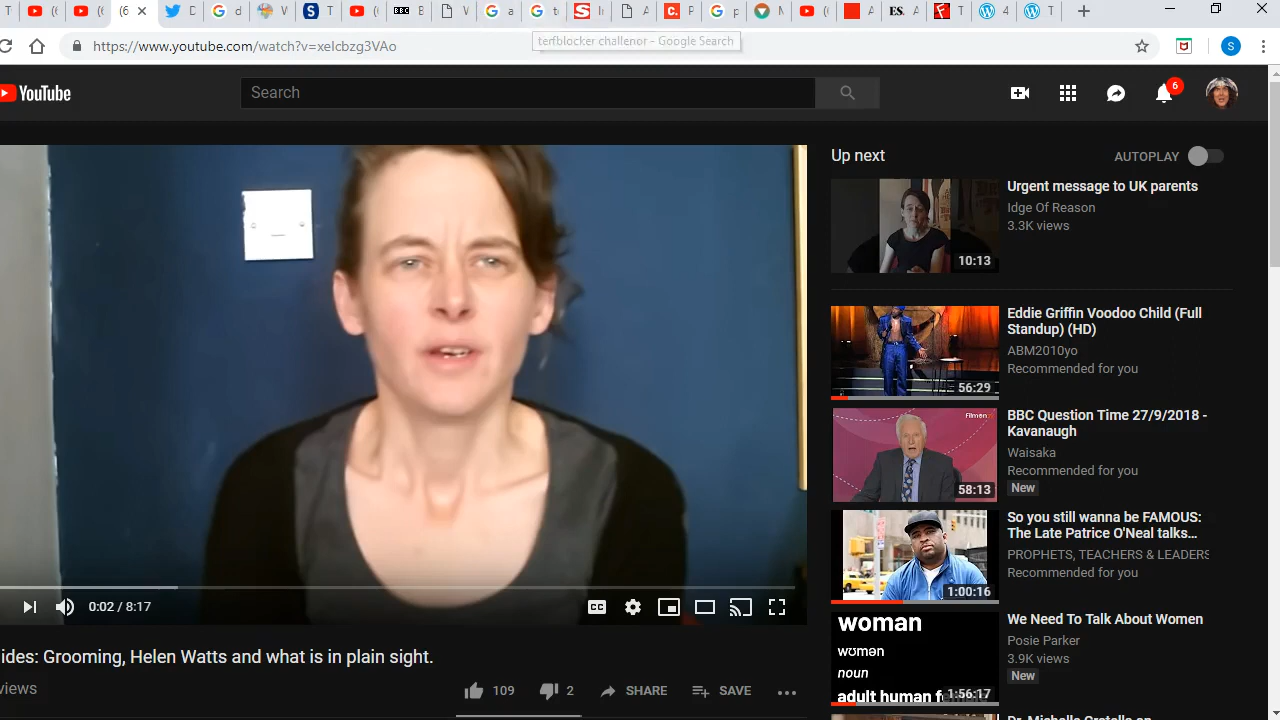 https://www.youtube.com/watch?v=xeIcbzg3VAo
terfblocker challenor - Google Search
S
YouTube
Search
6
Up next
AUTOPLAY
Urgent message to UK parents
Idge Of Reason
3.3K views
10:13
Eddie Griffin Voodoo Child (Full
Standup) (HD)
ABM2010yo
Recommended for you
56:29
BBC Question Time 27/9/2018 -
Kavanaugh
Waisaka
Recommended for you
New
58:13
So you still wanna be FAMOUS:
The Late Patrice O'Neal talks...
PROPHETS, TEACHERS & LEADERS
Recommended for you
1:00:16
We Need To Talk About Women
Posie Parker
3.9K views
New
woman
noun
adult human
1:56:17
0:02 / 8:17
CC
ides: Grooming, Helen Watts and what is in plain sight.
views
109
2
SHARE
SAVE